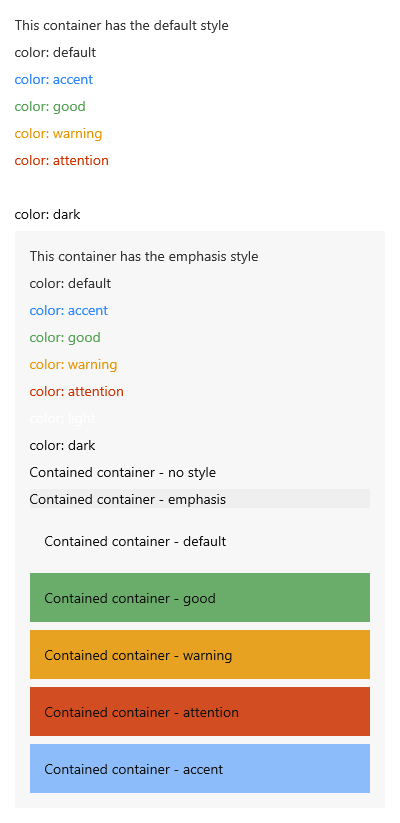 This container has the default style
color: default
color: accent
color: good
color: warning
color: attention
color: dark
This container has the emphasis style
color: default
color: accent
color: good
color: warning
color: attention
color: light
color: dark
Contained container - no style
Contained container - emphasis
Contained container - default
Contained container - good
Contained container - warning
Contained container - attention
Contained container - accent